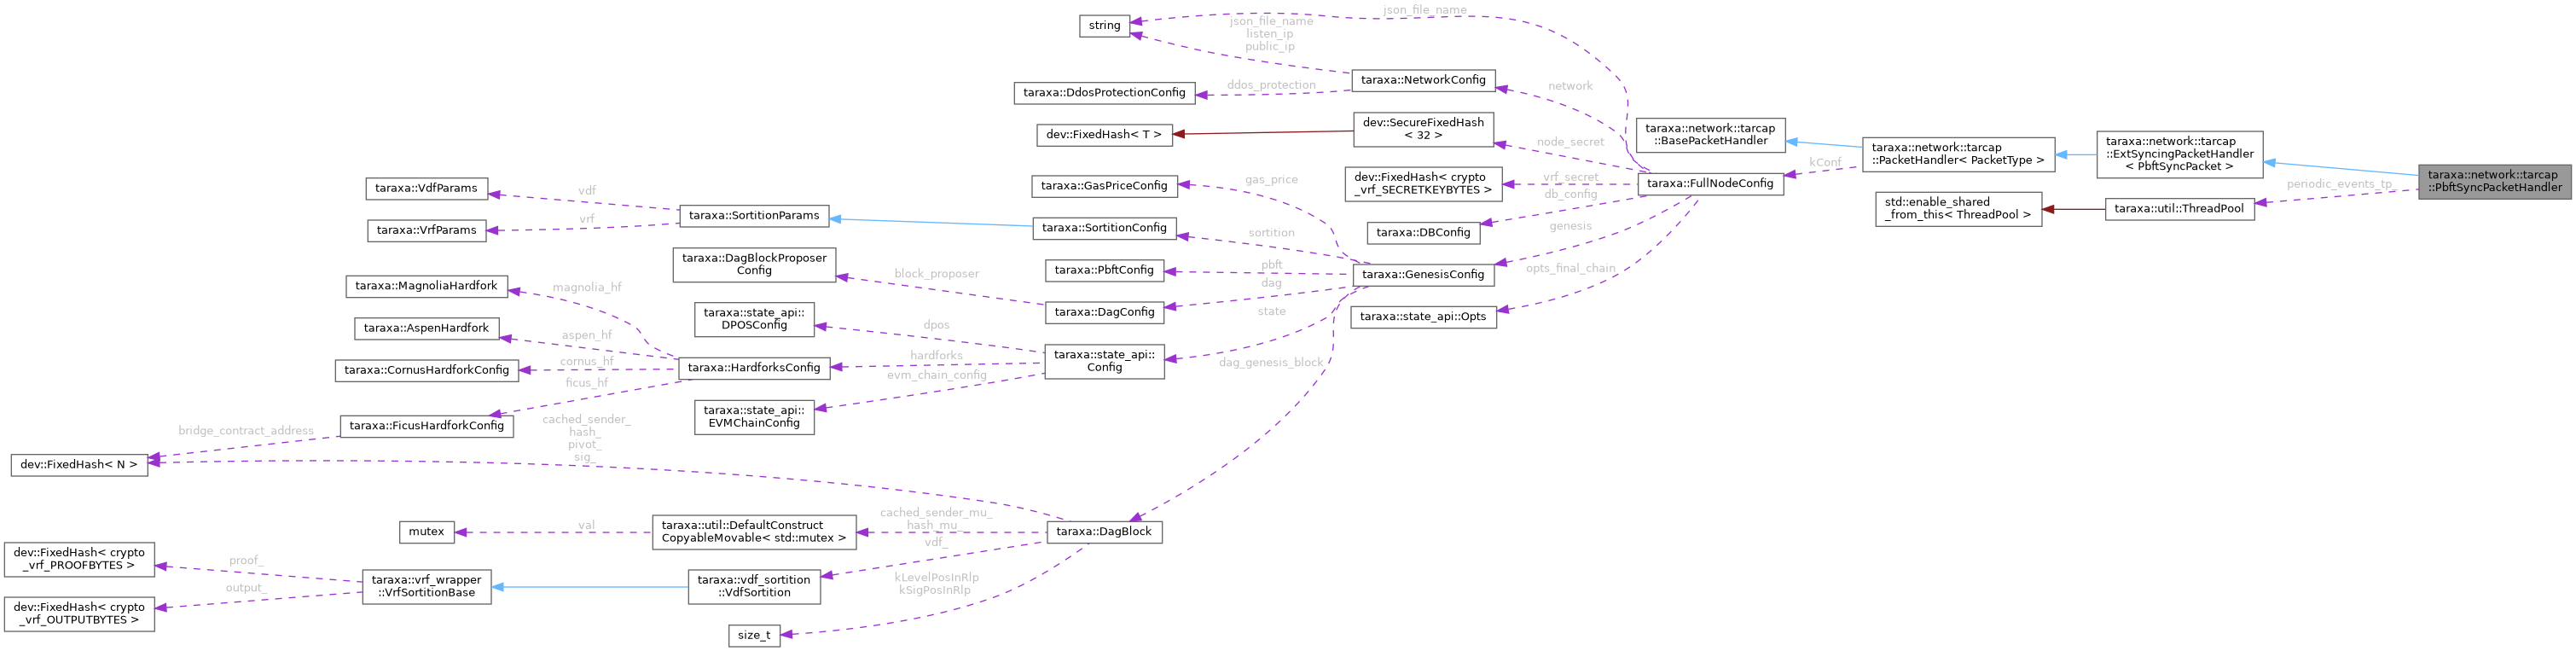 json_file_name
string
json_file_name
listen_ip
public_ip
taraxa::NetworkConfig
network
ddos_protection
taraxa::DdosProtectionConfig
dev::SecureFixedHash
< 32 >
dev::FixedHash< T >
node_secret
taraxa::network::tarcap
::BasePacketHandler
taraxa::network::tarcap
::PacketHandler< PacketType >
taraxa::network::tarcap
::ExtSyncingPacketHandler
< PbftSyncPacket >
kConf
taraxa::network::tarcap
::PbftSyncPacketHandler
periodic_events_tp_
taraxa::FullNodeConfig
dev::FixedHash< crypto
_vrf_SECRETKEYBYTES >
vrf_secret
db_config
std::enable_shared
_from_this< ThreadPool >
taraxa::util::ThreadPool
taraxa::GasPriceConfig
gas_price
taraxa::VdfParams
vdf
taraxa::SortitionParams
taraxa::VrfParams
vrf
taraxa::SortitionConfig
sortition
taraxa::DBConfig
genesis
taraxa::DagBlockProposer
Config
block_proposer
taraxa::PbftConfig
pbft
taraxa::GenesisConfig
opts_final_chain
dag
taraxa::MagnoliaHardfork
magnolia_hf
taraxa::DagConfig
state
taraxa::state_api::Opts
taraxa::state_api::
DPOSConfig
dpos
taraxa::AspenHardfork
aspen_hf
taraxa::state_api::
Config
hardforks
dag_genesis_block
taraxa::CornusHardforkConfig
cornus_hf
taraxa::HardforksConfig
evm_chain_config
ficus_hf
taraxa::state_api::
EVMChainConfig
taraxa::FicusHardforkConfig
bridge_contract_address
cached_sender_
hash_
pivot_
sig_
dev::FixedHash< N >
mutex
val
taraxa::util::DefaultConstruct
CopyableMovable< std::mutex >
cached_sender_mu_
hash_mu_
taraxa::DagBlock
vdf_
dev::FixedHash< crypto
_vrf_PROOFBYTES >
proof_
taraxa::vrf_wrapper
::VrfSortitionBase
taraxa::vdf_sortition
::VdfSortition
kLevelPosInRlp
kSigPosInRlp
output_
dev::FixedHash< crypto
_vrf_OUTPUTBYTES >
size_t